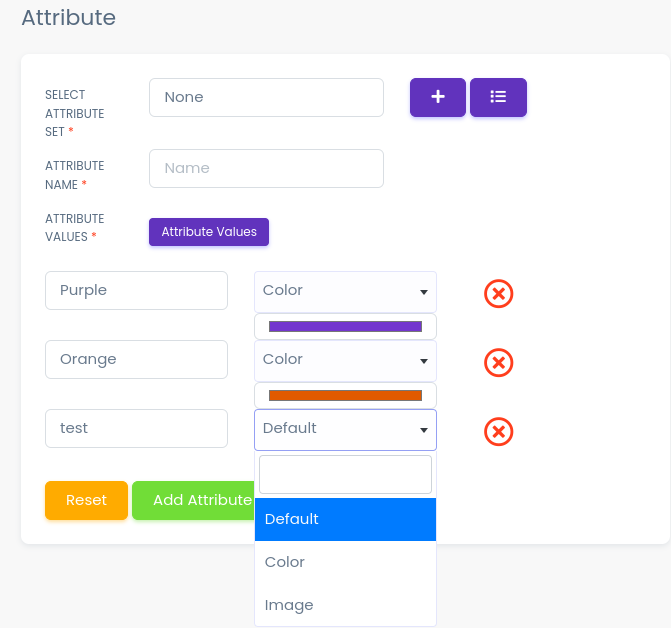 Attribute
SELECT
ATTRIBUTE
SET *
None
ATTRIBUTE
NAME *
Name
ATTRIBUTE
VALUES *
Attribute Values
Purple
Color
Orange
Color
test
Default
Reset
Add Attribute
Default
Color
Image